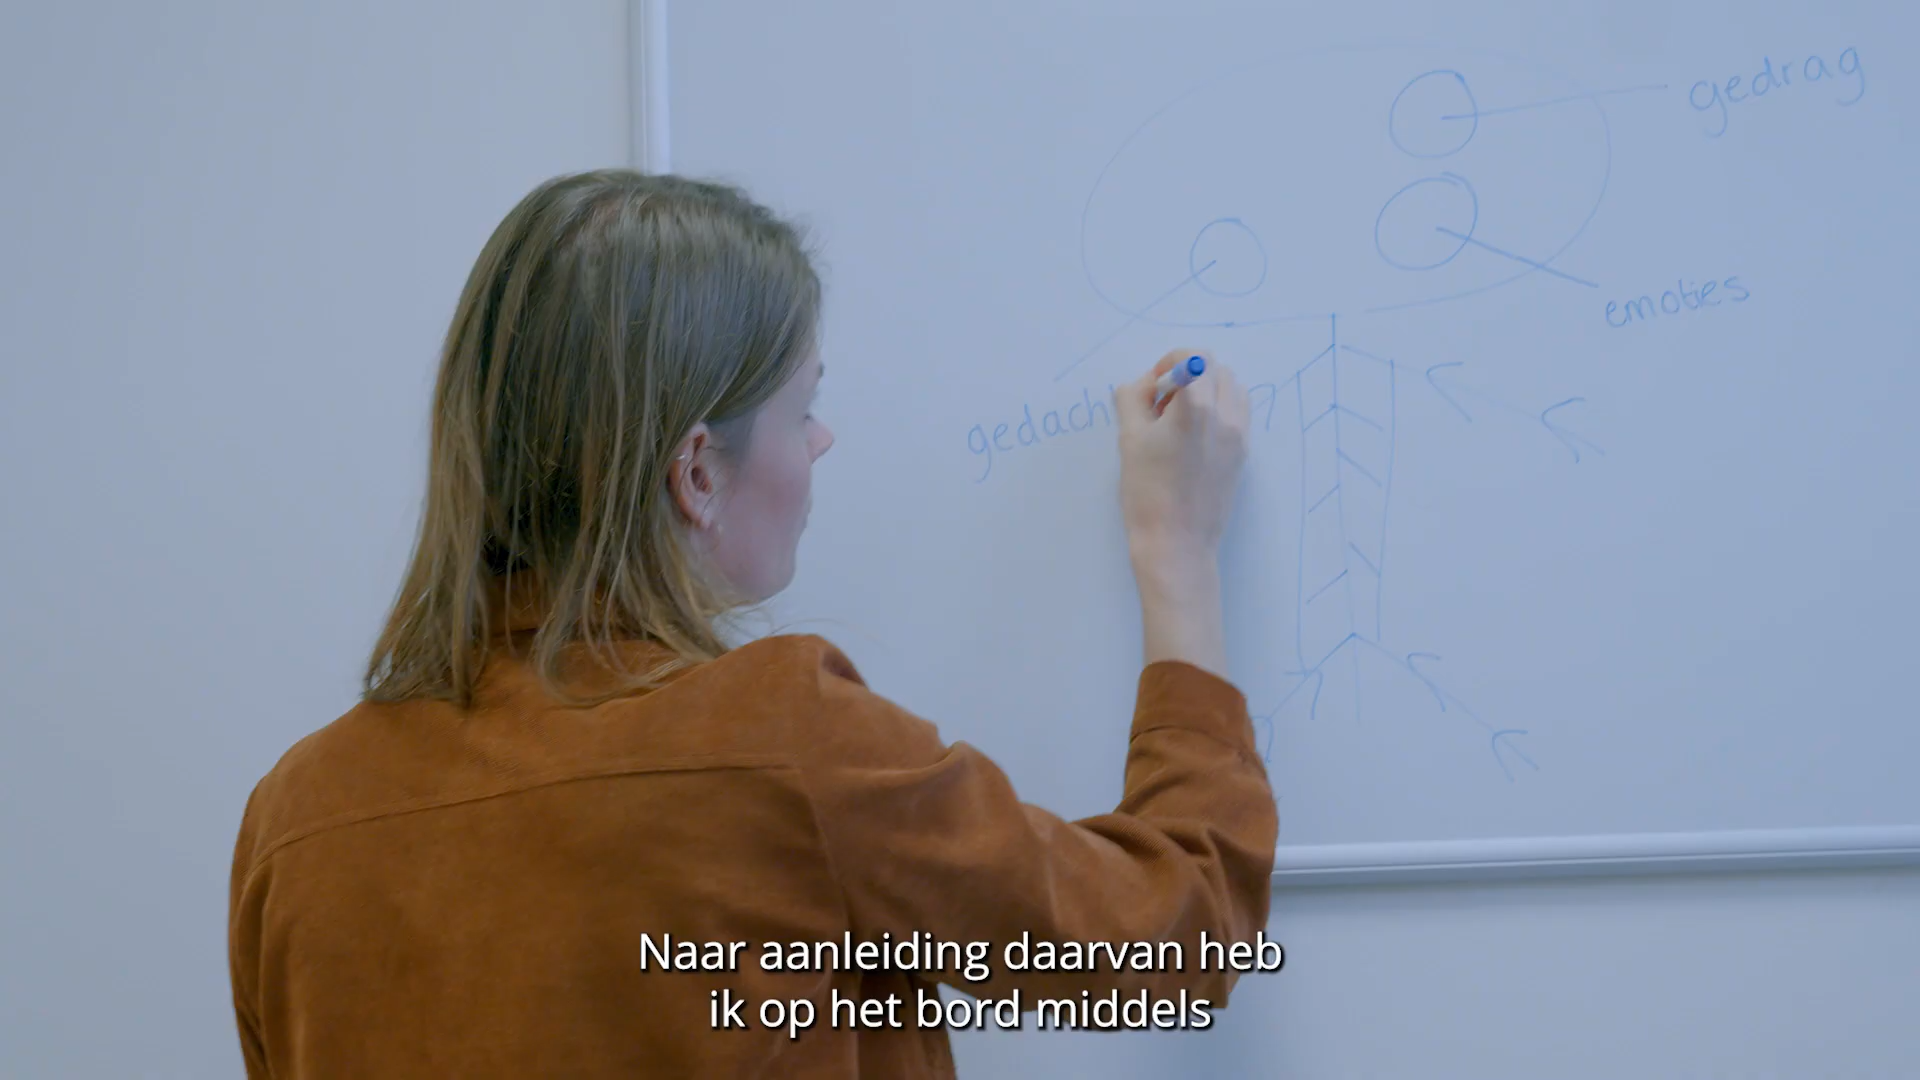 gedrag
emoties
gedach
Naar aanleiding daarvan heb
ik op het bord middels